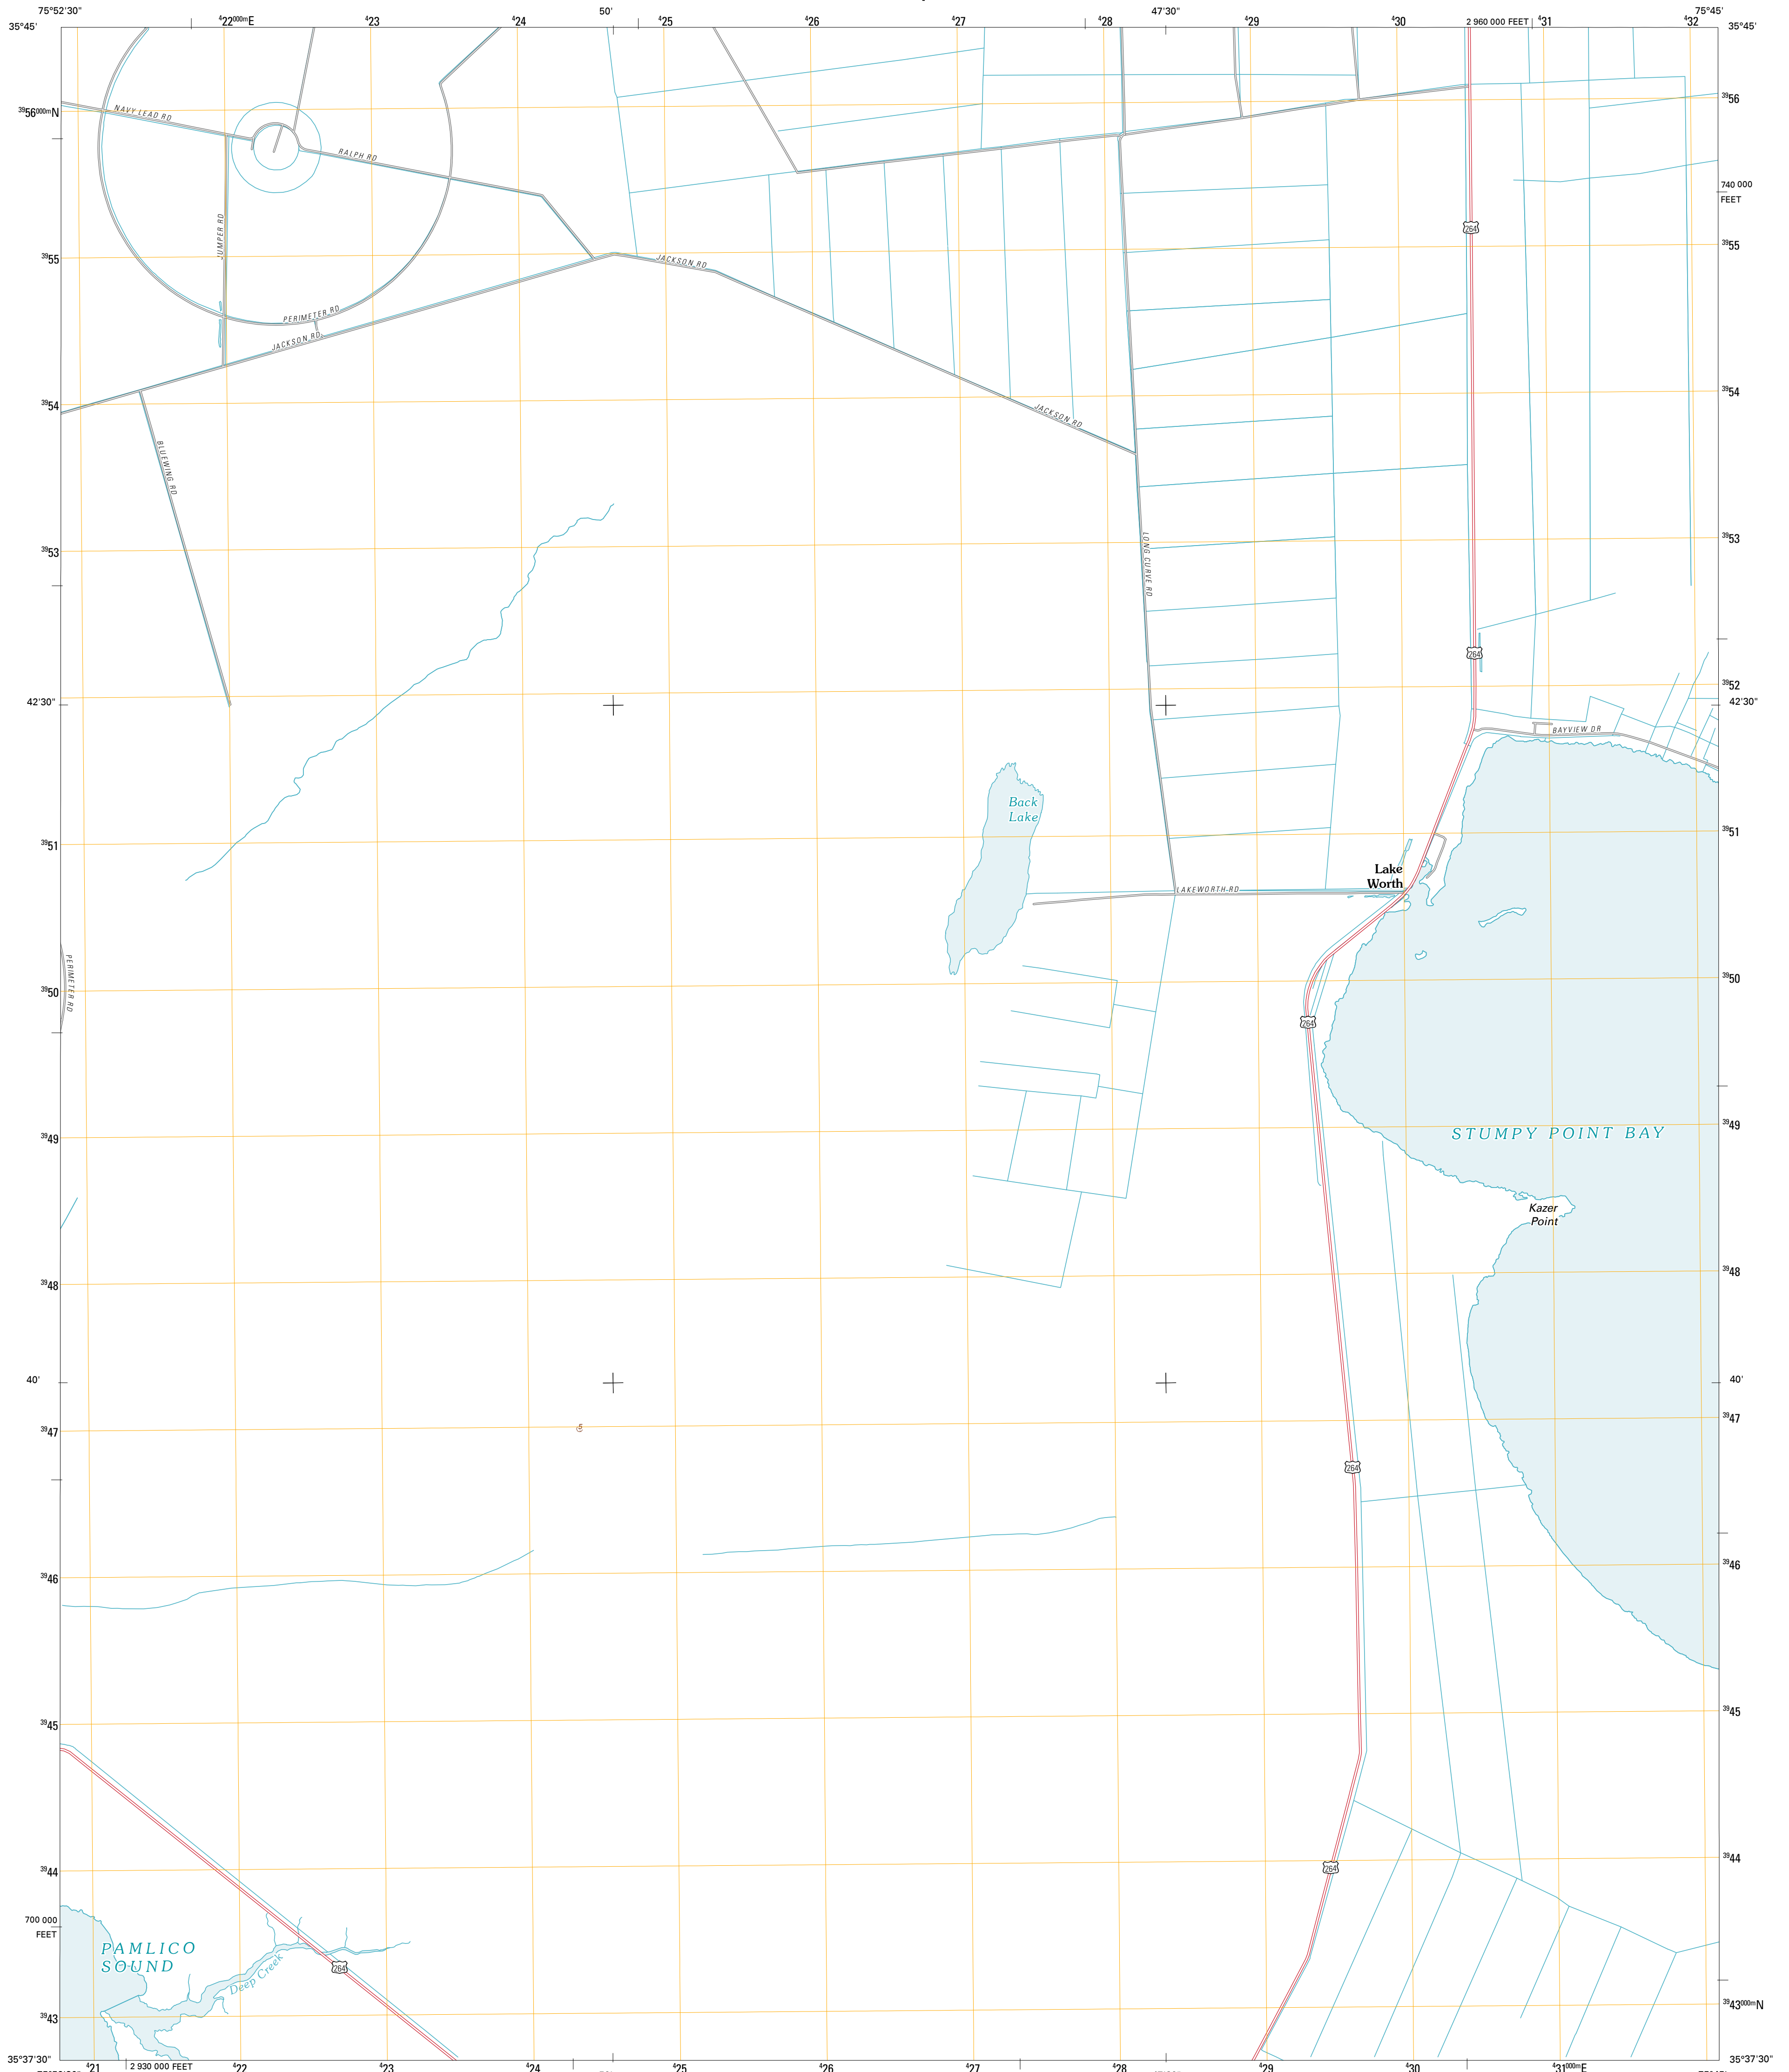 75°52'30"
⁴22⁰⁰⁰ᵐE
⁴23
⁴24
50'
⁴25
⁴26
⁴27
⁴28
47'30"
⁴29
⁴30
2 960 000 FEET
⁴31
75°45'
⁴32
35°45'
35°45'
³⁹56⁰⁰⁰ᵐN
NAVY LEAD RD
³⁹56
RALPH RD
740 000
FEET
JUMPER RD
264
³⁹55
JACKSON RD
³⁹55
PERIMETER RD
JACKSON RD
³⁹54
JACKSON RD
³⁹54
BLUEWING RD
³⁹53
LONG CURVE RD
³⁹53
264
³⁹52
42'30"
42'30"
BAYVIEW DR
Back
Lake
³⁹51
³⁹51
Lake
Worth
LAKEWORTH RD
PERIMETER RD
³⁹50
³⁹50
264
³⁹49
STUMPY POINT BAY
³⁹49
Kazer
Point
³⁹48
³⁹48
40'
40'
³⁹47
5
³⁹47
264
³⁹46
³⁹46
³⁹45
³⁹45
³⁹44
264
³⁹44
700 000
FEET
PAMLICO
SOUND
Deep Creek
264
³⁹43
³⁹43⁰⁰⁰ᵐN
35°37'30"
35°37'30"
⁴21
2 930 000 FEET
⁴22
⁴23
⁴24
⁴25
⁴26
⁴27
⁴28
⁴29
⁴30
⁴31⁰⁰⁰ᵐE